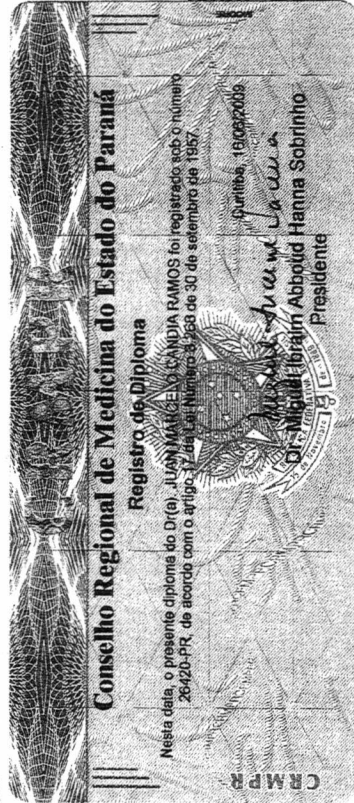 Conselho Regional de Medicina do Estado do Paraná
Registro de Diploma
Nesta data, o presente diploma do Dr(a). JUAN MARCELO CANDIA RAMOS foi registrado sob o número
26420-PR, de acordo com o artigo 17 da Lei Número 3.268 de 30 de setembro de 1957.
Curitiba, 16/06/2009
Dr. Miguel Ibraim Abboud Hanna Sobrinho
Presidente
CRMPR